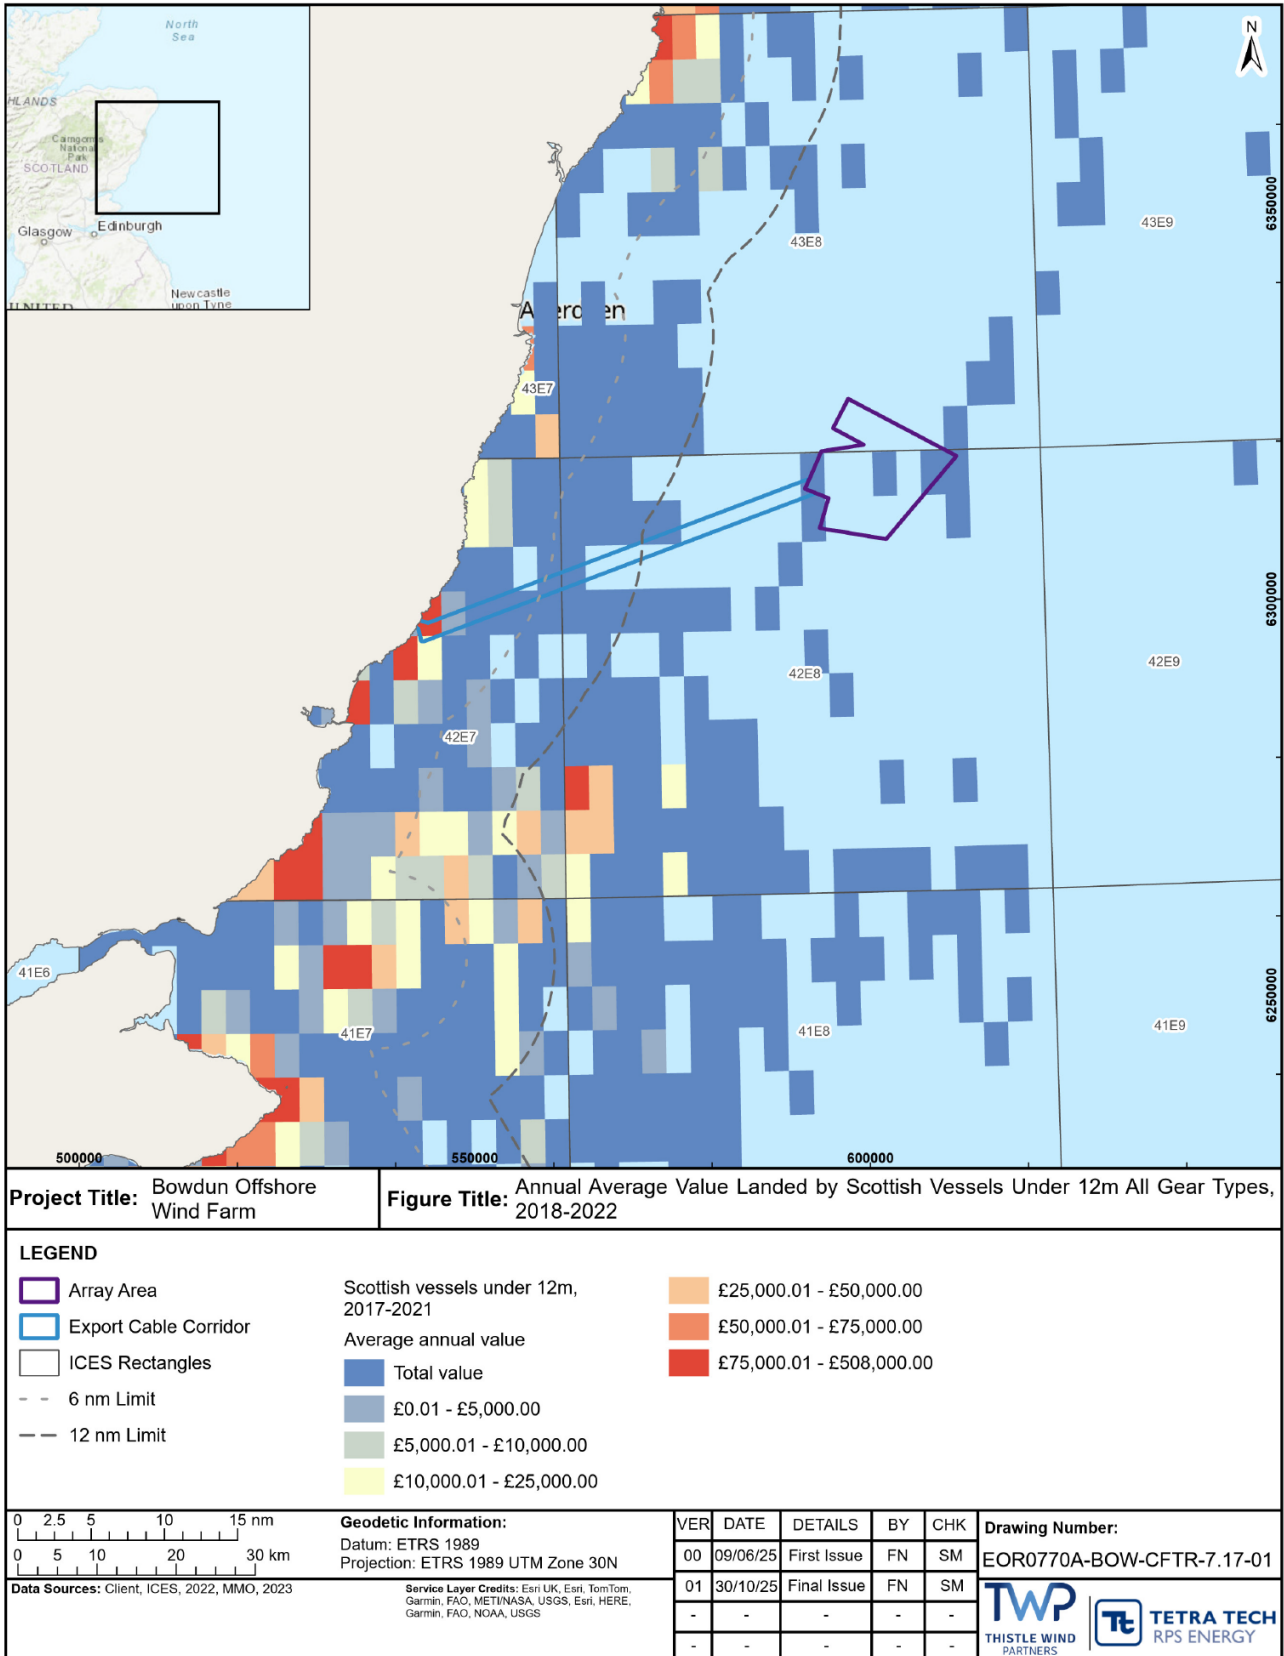 North
Sea
HLANDS
Cairngorms
National
Park
SCOTLAND
Glasgow
Edinburgh
Newcastle
upon Tyne
UNITED
N
6350000
43E9
43E8
Aberdeen
43E7
6300000
42E9
42E8
42E7
6250000
41E6
41E7
41E8
41E9
500000
550000
600000
Project Title: Bowdun Offshore
Wind Farm
Figure Title: Annual Average Value Landed by Scottish Vessels Under 12m All Gear Types,
2018-2022
LEGEND
Array Area
Export Cable Corridor
ICES Rectangles
6 nm Limit
12 nm Limit
Scottish vessels under 12m,
2017-2021
Average annual value
Total value
£0.01 - £5,000.00
£5,000.01 - £10,000.00
£10,000.01 - £25,000.00
£25,000.01 - £50,000.00
£50,000.01 - £75,000.00
£75,000.01 - £508,000.00
0 2.5 5 10 15 nm
0 5 10 20 30 km
Geodetic Information:
Datum: ETRS 1989
Projection: ETRS 1989 UTM Zone 30N
Data Sources: Client, ICES, 2022, MMO, 2023
Service Layer Credits: Esri UK, Esri, TomTom,
Garmin, FAO, METI/NASA, USGS, Esri, HERE,
Garmin, FAO, NOAA, USGS
VER DATE DETAILS BY CHK
00 09/06/25 First Issue FN SM
01 30/10/25 Final Issue FN SM
- - - - -
- - - - -
Drawing Number:
EOR0770A-BOW-CFTR-7.17-01
TWP
THISTLE WIND
PARTNERS
Tt
TETRA TECH
RPS ENERGY